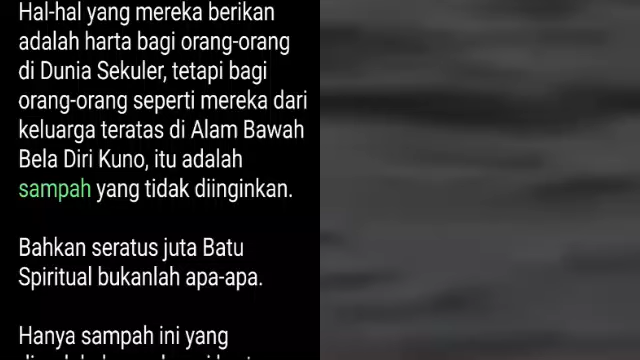 Hal-hal yang mereka berikan
adalah harta bagi orang-orang
di Dunia Sekuler, tetapi bagi
orang-orang seperti mereka dari
keluarga teratas di Alam Bawah
Bela Diri Kuno, itu adalah
sampah yang tidak diinginkan.
Bahkan seratus juta Batu
Spiritual bukanlah apa-apa.
Hanya sampah ini yang